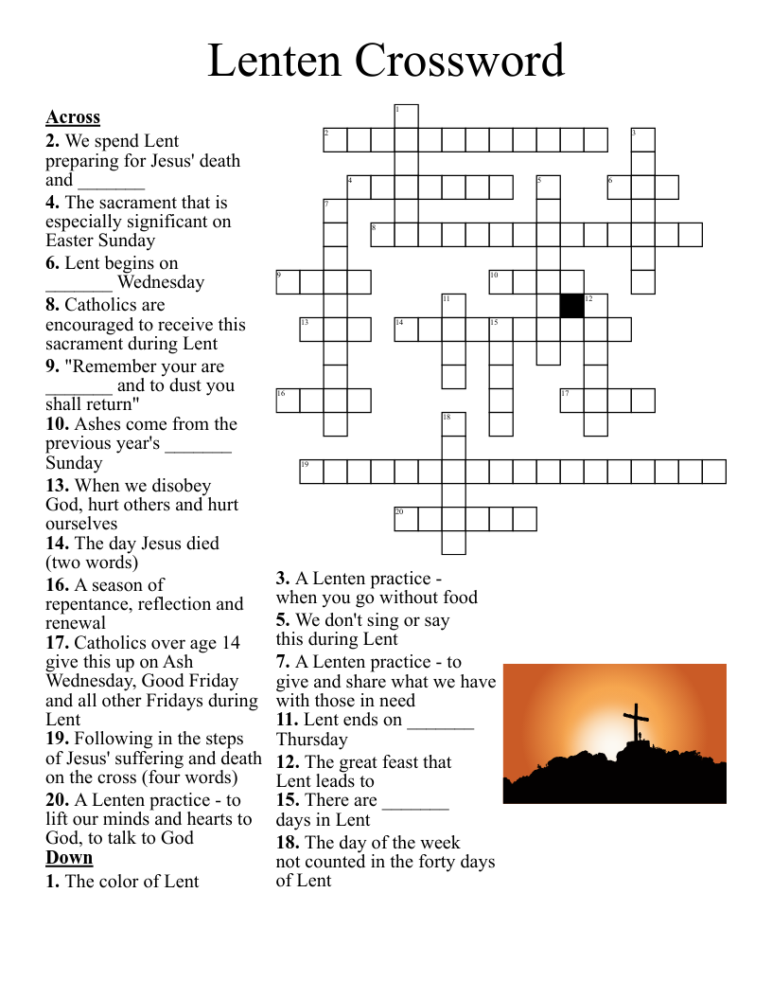 Lenten Crossword
Across
2. We spend Lent
preparing for Jesus' death
and _______
4. The sacrament that is
especially significant on
Easter Sunday
6. Lent begins on
_______ Wednesday
8. Catholics are
encouraged to receive this
sacrament during Lent
9. "Remember your are
_______ and to dust you
shall return"
10. Ashes come from the
previous year's _______
Sunday
13. When we disobey
God, hurt others and hurt
ourselves
14. The day Jesus died
(two words)
16. A season of
repentance, reflection and
renewal
17. Catholics over age 14
give this up on Ash
Wednesday, Good Friday
and all other Fridays during
Lent
19. Following in the steps
of Jesus' suffering and death
on the cross (four words)
20. A Lenten practice - to
lift our minds and hearts to
God, to talk to God
Down
1. The color of Lent
1
2
3
4
5
6
7
8
9
10
11
12
13
14
15
16
17
18
19
20
3. A Lenten practice -
when you go without food
5. We don't sing or say
this during Lent
7. A Lenten practice - to
give and share what we have
with those in need
11. Lent ends on _______
Thursday
12. The great feast that
Lent leads to
15. There are _______
days in Lent
18. The day of the week
not counted in the forty days
of Lent